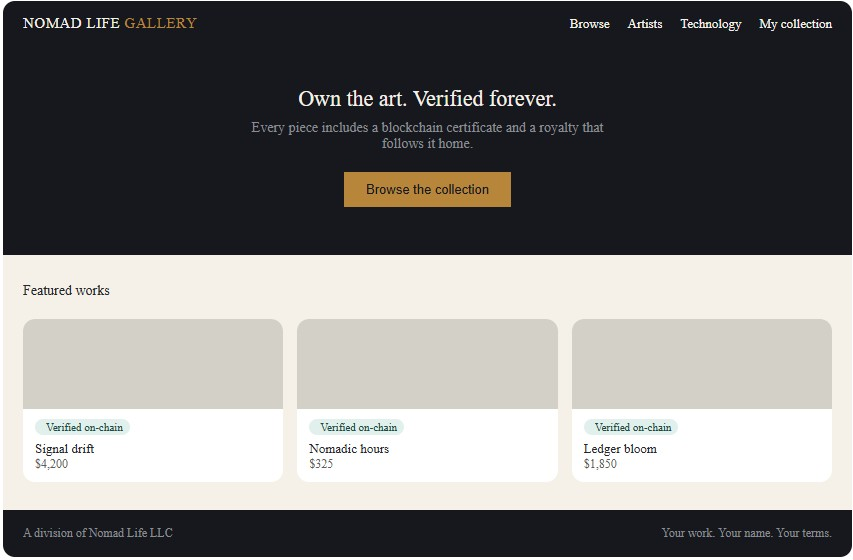 NOMAD LIFE GALLERY
Browse Artists Technology My collection
Own the art. Verified forever.
Every piece includes a blockchain certificate and a royalty that
follows it home.
Browse the collection
Featured works
Verified on-chain
Signal drift
$4,200
Verified on-chain
Nomadic hours
$325
Verified on-chain
Ledger bloom
$1,850
A division of Nomad Life LLC
Your work. Your name. Your terms.